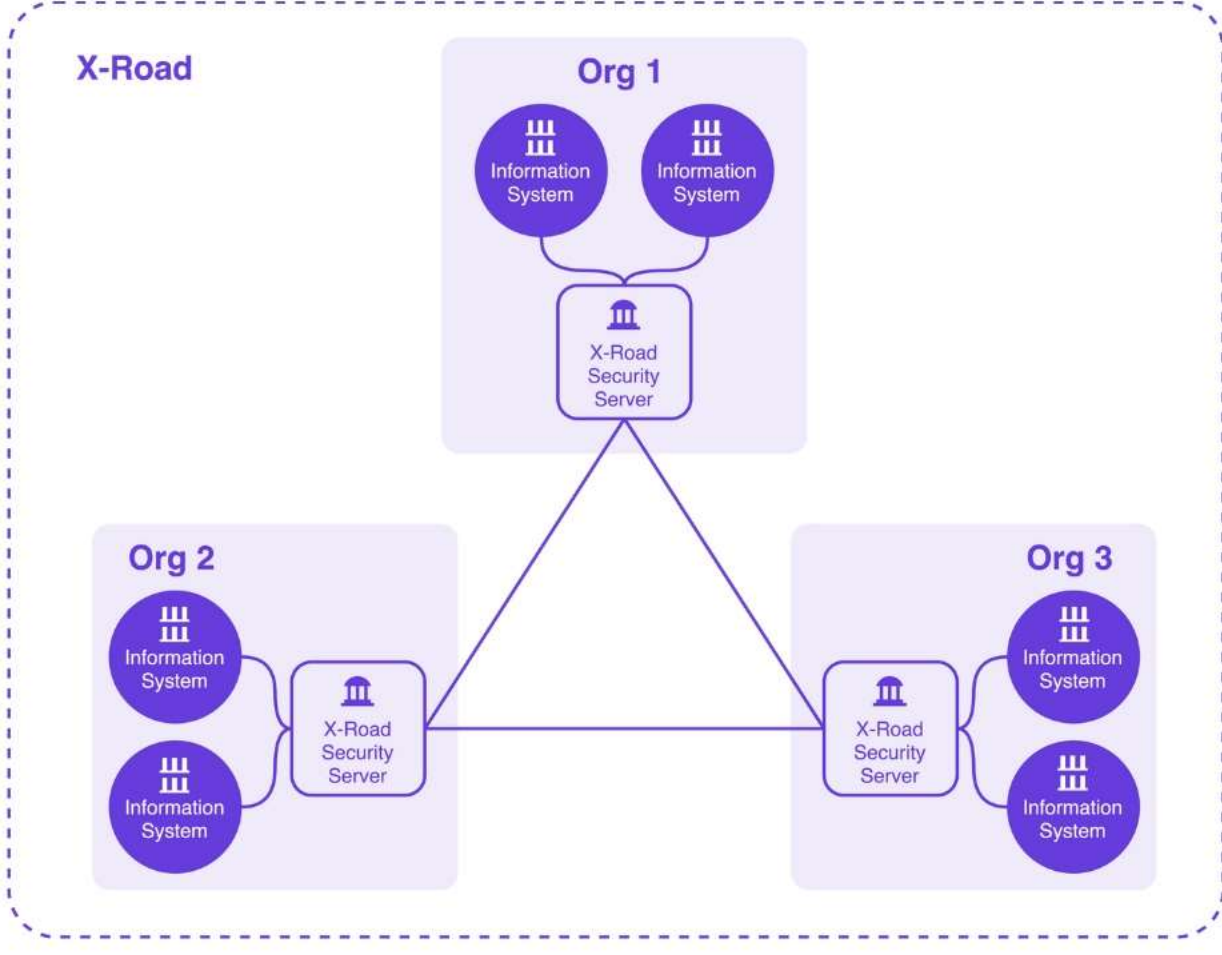 X-Road
Org 1
Information
System
Information
System
X-Road
Security
Server
Org 2
Information
System
Information
System
X-Road
Security
Server
Org 3
Information
System
Information
System
X-Road
Security
Server